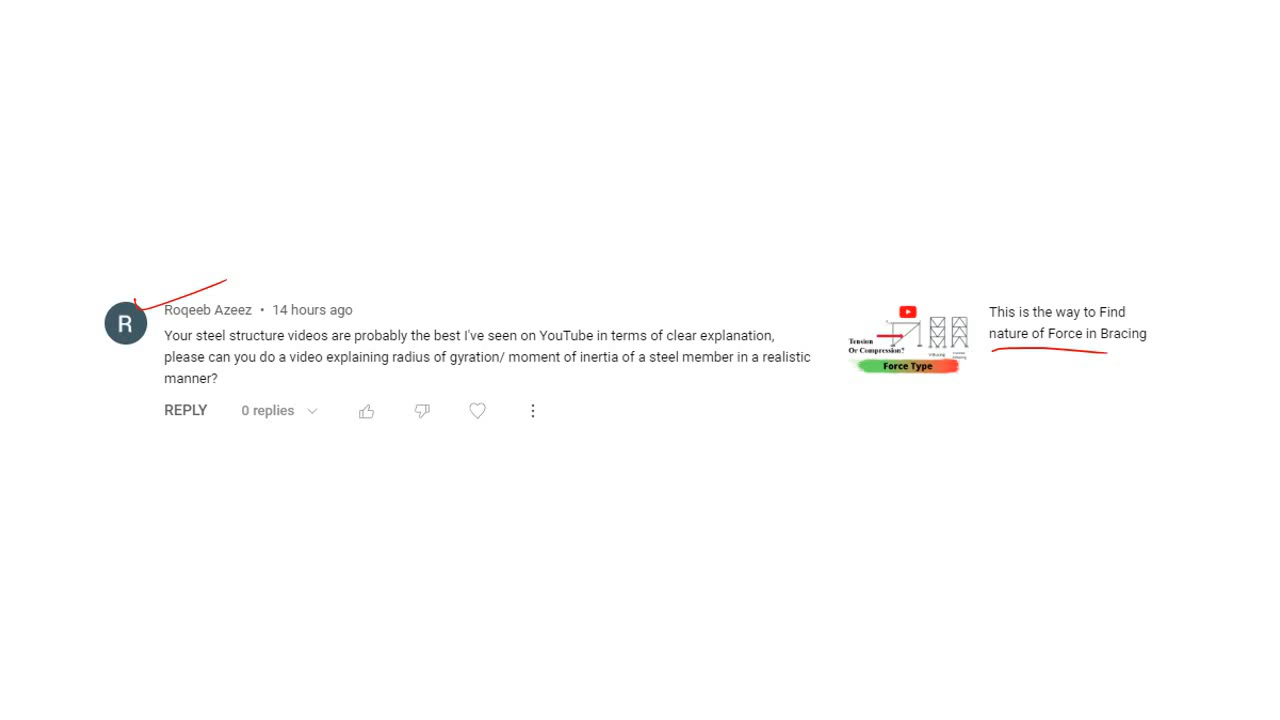 R
Roqeeb Azeez • 14 hours ago
Your steel structure videos are probably the best I've seen on YouTube in terms of clear explanation,
please can you do a video explaining radius of gyration/ moment of inertia of a steel member in a realistic
manner?
REPLY 0 replies
Tension
Or Compression?
Force Type
This is the way to Find
nature of Force in Bracing